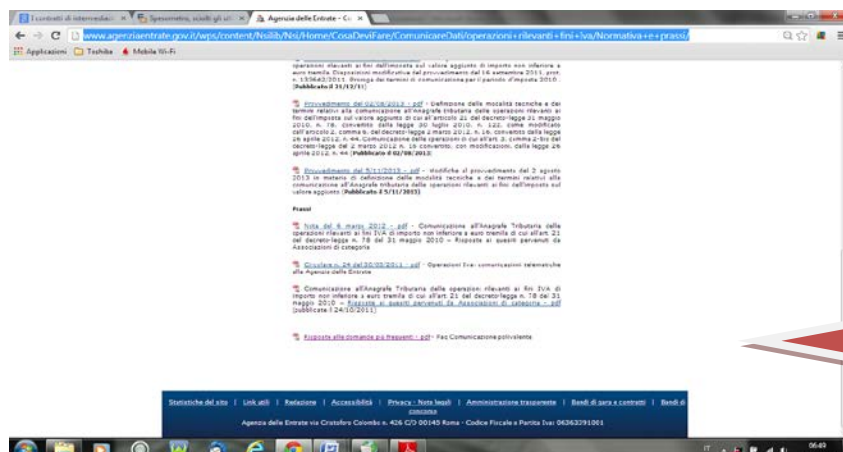 I contratti di intermediaz
Spesometro, sciolti gli ult
Agenzia delle Entrate - Co
www.agenziaentrate.gov.it/wps/content/Nsilib/Nsi/Home/CosaDeviFare/ComunicareDati/operazioni+rilevanti+fini+Iva/Normativa+e+prassi/
Applicazioni Toshiba Mobile Wi-Fi
operazioni rilevanti ai fini dell'imposta sul valore aggiunto di importo non inferiore a
euro tremila. Disposizioni modificative del provvedimento del 16 settembre 2011, prot.
n. 133642/2011. Proroga dei termini di comunicazione per il periodo d'imposta 2010.
(Pubblicato il 21/12/11)
Provvedimento del 02/08/2013 - pdf - Definizione delle modalità tecniche e dei
termini relativi alla comunicazione all'Anagrafe tributaria delle operazioni rilevanti ai
fini dell'imposta sul valore aggiunto di cui all'articolo 21 del decreto-legge 31 maggio
2010, n. 78, convertito dalla legge 30 luglio 2010, n. 122, come modificato
dall'articolo 2, comma 6, del decreto-legge 2 marzo 2012, n. 16, convertito dalla legge
26 aprile 2012, n. 44. Comunicazione delle operazioni di cui all'art. 3, comma 2-bis del
decreto-legge del 2 marzo 2012 n. 16 convertito, con modificazioni, dalla legge 26
aprile 2012, n. 44 (Pubblicato il 02/08/2013)
Provvedimento del 5/11/2013 - pdf - Modifiche al provvedimento del 2 agosto
2013 in materia di definizione delle modalità tecniche e dei termini relativi alla
comunicazione all'Anagrafe tributaria delle operazioni rilevanti ai fini dell'imposta sul
valore aggiunto (Pubblicato il 5/11/2013)
Prassi
Nota del 6 marzo 2012 - pdf - Comunicazione all'Anagrafe Tributaria delle
operazioni rilevanti ai fini IVA di importo non inferiore a euro tremila di cui all'art. 21
del decreto-legge n. 78 del 31 maggio 2010 – Risposte ai quesiti pervenuti da
Associazioni di categoria
Circolare n. 24 del 30/05/2011 - pdf - Operazioni Iva: comunicazioni telematiche
alle Agenzia delle Entrate
Comunicazione all'Anagrafe Tributaria delle operazioni rilevanti ai fini IVA di
importo non inferiore a euro tremila di cui all'art. 21 del decreto-legge n. 78 del 31
maggio 2010 – Risposte ai quesiti pervenuti da Associazioni di categoria - pdf
(pubblicate il 24/10/2011)
Risposte alle domande più frequenti - pdf - Faq Comunicazione polivalente
Statistiche del sito | Link utili | Redazione | Accessibilità | Privacy - Note legali | Amministrazione trasparente | Bandi di gara e contratti | Bandi di
concorso
Agenzia delle Entrate via Cristoforo Colombo n. 426 C/D 00145 Roma - Codice Fiscale e Partita Iva: 06363391001
IT 06:49